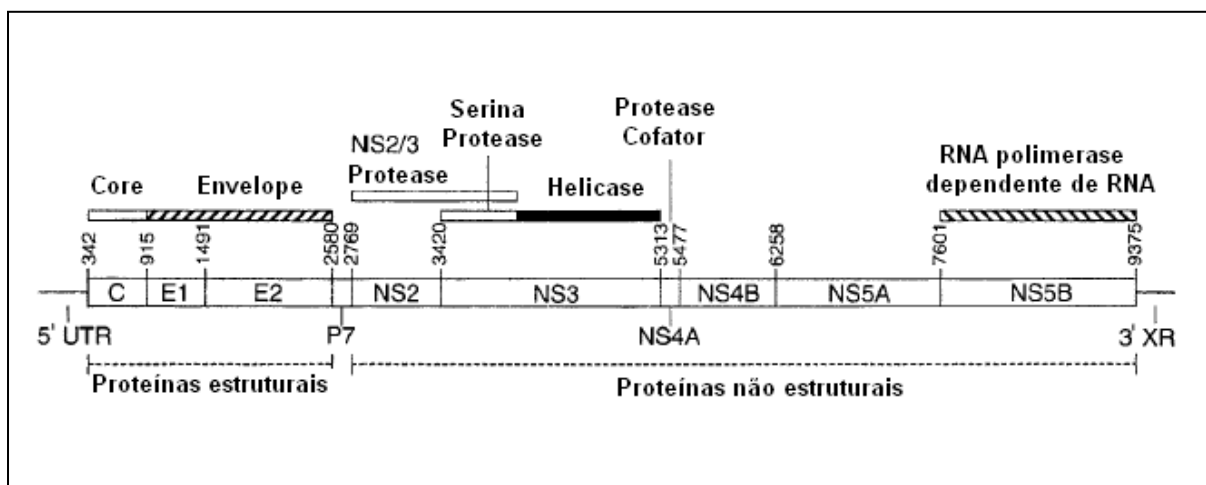 Serina
Protease
Protease
Cofator
NS2/3
Protease
RNA polimerase
dependente de RNA
Core
Envelope
Helicase
342
915
1491
2580
2769
3420
5313
5477
6258
7601
9375
C
E1
E2
NS2
NS3
NS4B
NS5A
NS5B
5' UTR
P7
NS4A
3' XR
Proteínas estruturais
Proteínas não estruturais